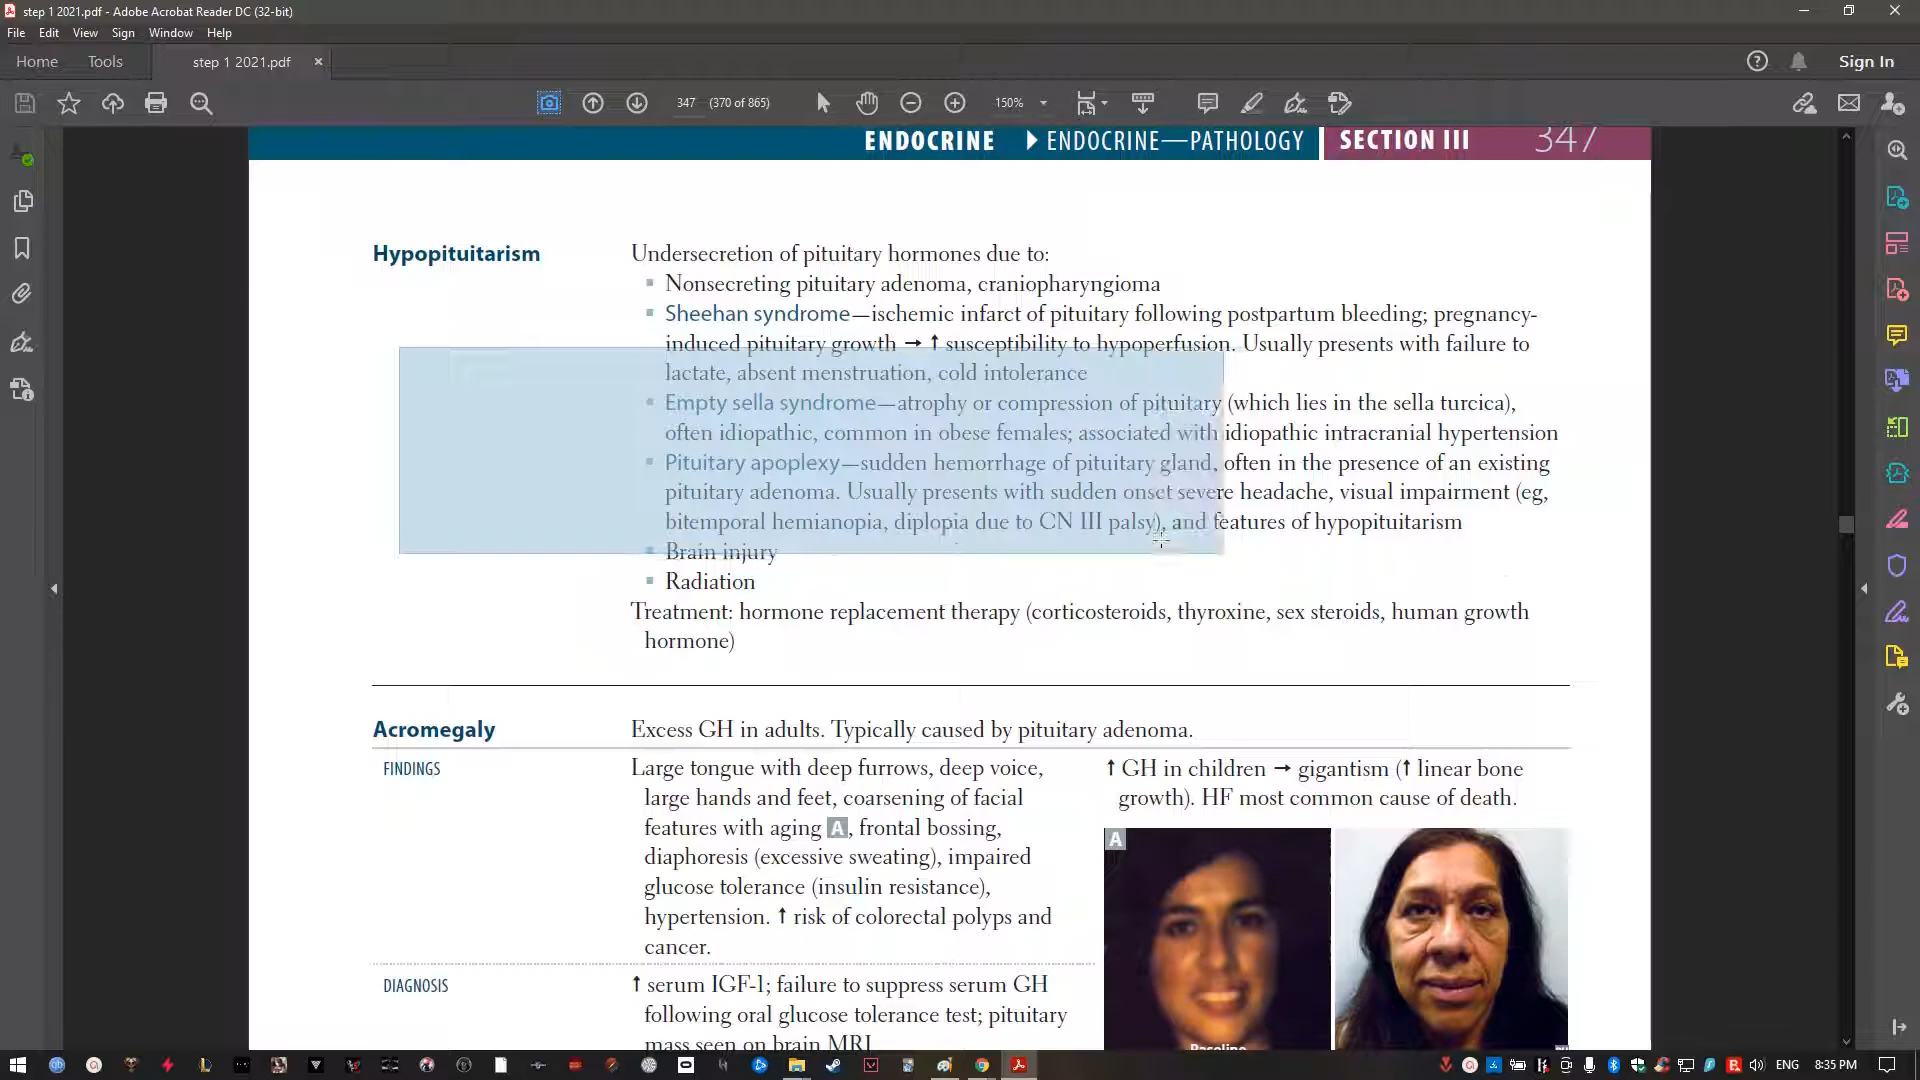 step 1 2021.pdf - Adobe Acrobat Reader DC (32-bit)
File Edit View Sign Window Help
Home Tools step 1 2021.pdf × Sign In
347 (370 of 865) 150%
ENDOCRINE ▶ ENDOCRINE—PATHOLOGY SECTION III 347
Hypopituitarism Undersecretion of pituitary hormones due to:
▪ Nonsecreting pituitary adenoma, craniopharyngioma
▪ Sheehan syndrome—ischemic infarct of pituitary following postpartum bleeding; pregnancy-
induced pituitary growth → ↑ susceptibility to hypoperfusion. Usually presents with failure to
lactate, absent menstruation, cold intolerance
▪ Empty sella syndrome—atrophy or compression of pituitary (which lies in the sella turcica),
often idiopathic, common in obese females; associated with idiopathic intracranial hypertension
▪ Pituitary apoplexy—sudden hemorrhage of pituitary gland, often in the presence of an existing
pituitary adenoma. Usually presents with sudden onset severe headache, visual impairment (eg,
bitemporal hemianopia, diplopia due to CN III palsy), and features of hypopituitarism
▪ Brain injury
▪ Radiation
Treatment: hormone replacement therapy (corticosteroids, thyroxine, sex steroids, human growth
hormone)
Acromegaly Excess GH in adults. Typically caused by pituitary adenoma.
FINDINGS
Large tongue with deep furrows, deep voice,
large hands and feet, coarsening of facial
features with aging A, frontal bossing,
diaphoresis (excessive sweating), impaired
glucose tolerance (insulin resistance),
hypertension. ↑ risk of colorectal polyps and
cancer.
↑ GH in children → gigantism (↑ linear bone
growth). HF most common cause of death.
A
Baseline
DIAGNOSIS
↑ serum IGF-1; failure to suppress serum GH
following oral glucose tolerance test; pituitary
mass seen on brain MRI
ENG 8:35 PM